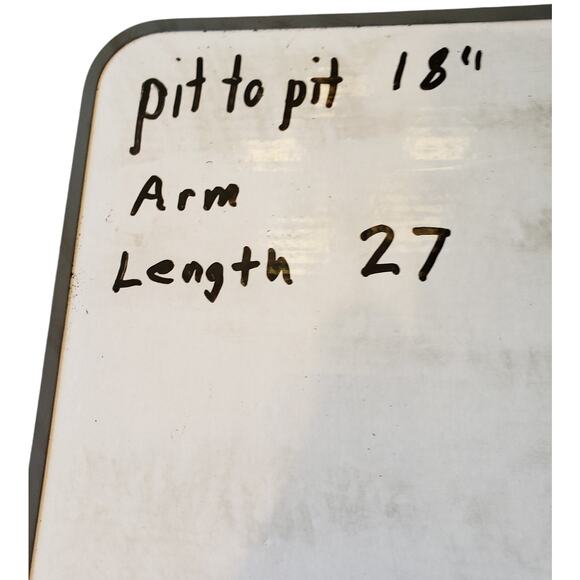 pit to pit 18"
Arm
Length 27